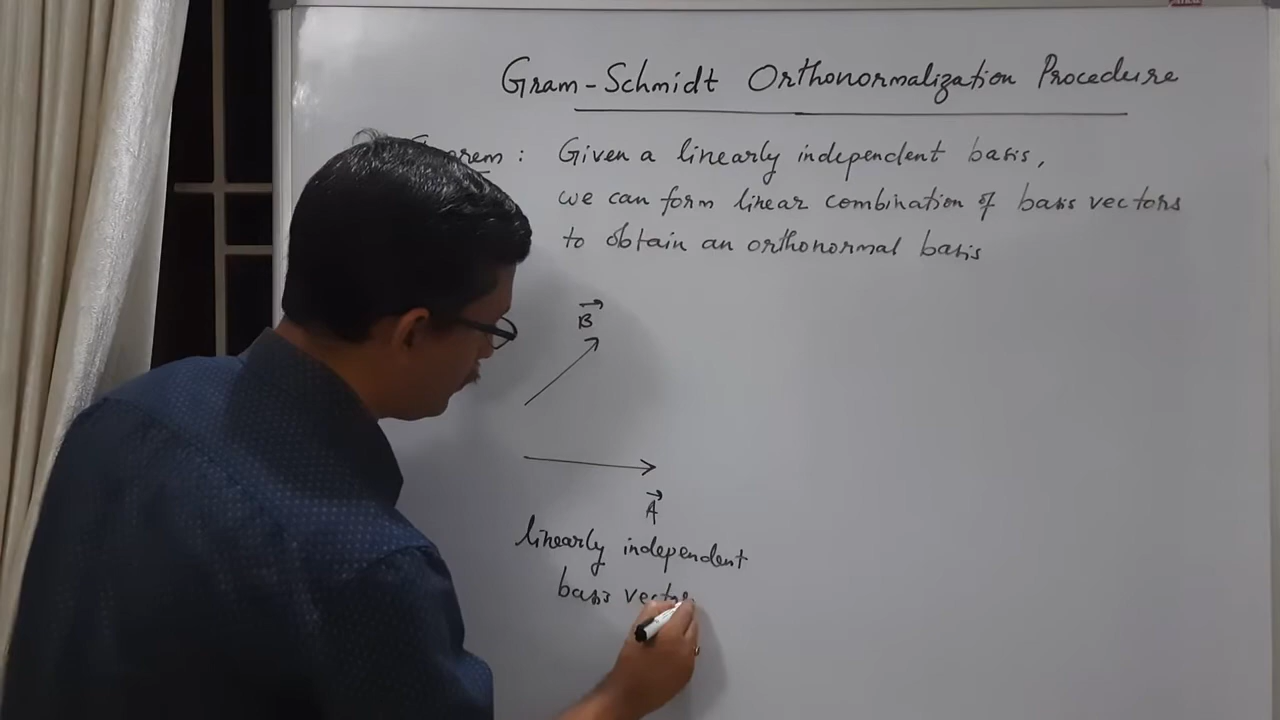 Gram-Schmidt Orthonormalization Procedure
: Given a linearly independent basis,
we can form linear combination of basis vectors
to obtain an orthonormal basis
B
A
linearly independent
basis